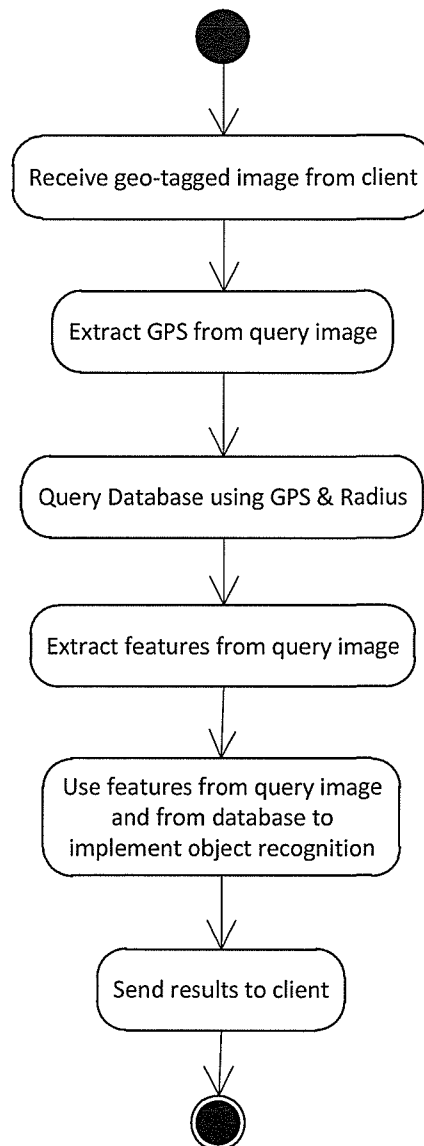 Receive geo-tagged image from client
Extract GPS from query image
Query Database using GPS & Radius
Extract features from query image
Use features from query image
and from database to
implement object recognition
Send results to client